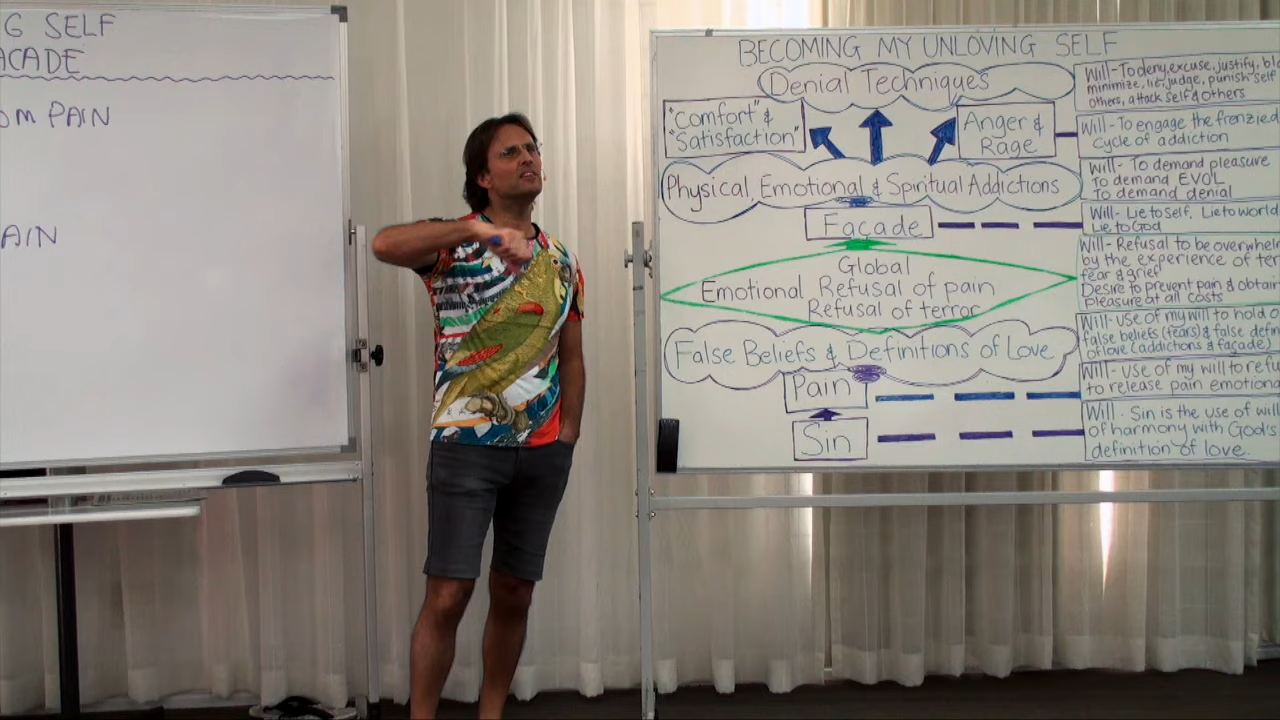 G SELF
ACADE
OM PAIN
AIN
BECOMING MY UNLOVING SELF
Denial Techniques
"Comfort" &
"Satisfaction"
Anger &
Rage
Physical, Emotional & Spiritual Addictions
Façade
Global
Emotional Refusal of pain
Refusal of terror
False Beliefs & Definitions of Love
Pain
Sin
Will - To deny, excuse, justify, bl
minimize, lie, judge, punish self
others, attack self & others
Will - To engage the frenzied
cycle of addiction
Will - To demand pleasure
To demand EVOL
To demand denial
Will - Lie to self, Lie to world
Lie to God
Will - Refusal to be overwhelm
by the experience of ter
fear & grief
Desire to prevent pain & obtain
pleasure at all costs
Will - use of my will to hold o
false beliefs (fears) & false defin
of love (addictions & façade)
Will - use of my will to refu
to release pain emotiona
Will - Sin is the use of will
of harmony with God's
definition of love.